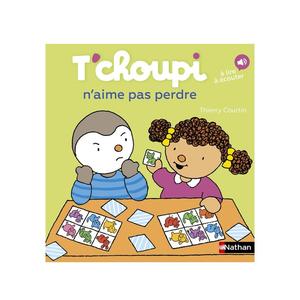 T'choupi
à lire
à écouter
n'aime pas perdre
Thierry Courtin
Nathan